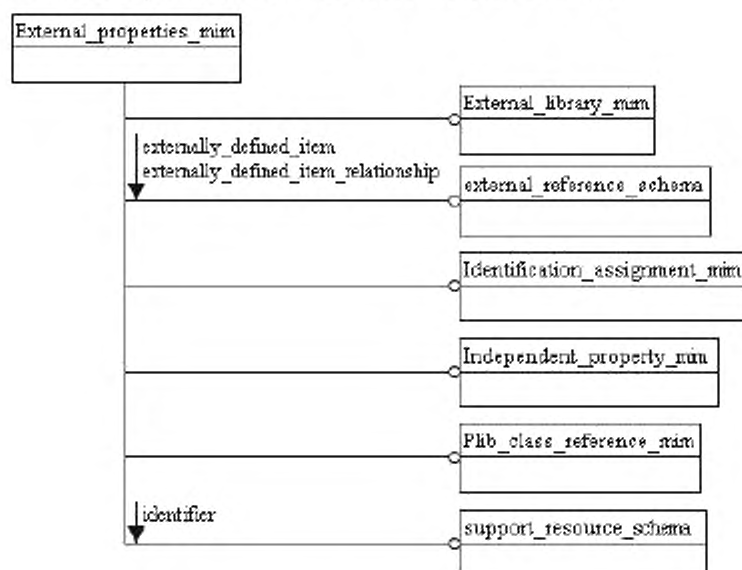 External_properties_mim
External_library_mim
externally_defined_item
externally_defined_item_relationship
external_reference_schema
Identification_assignment_mim
Independent_property_mim
Plib_class_reference_mim
identifier
support_resource_schema